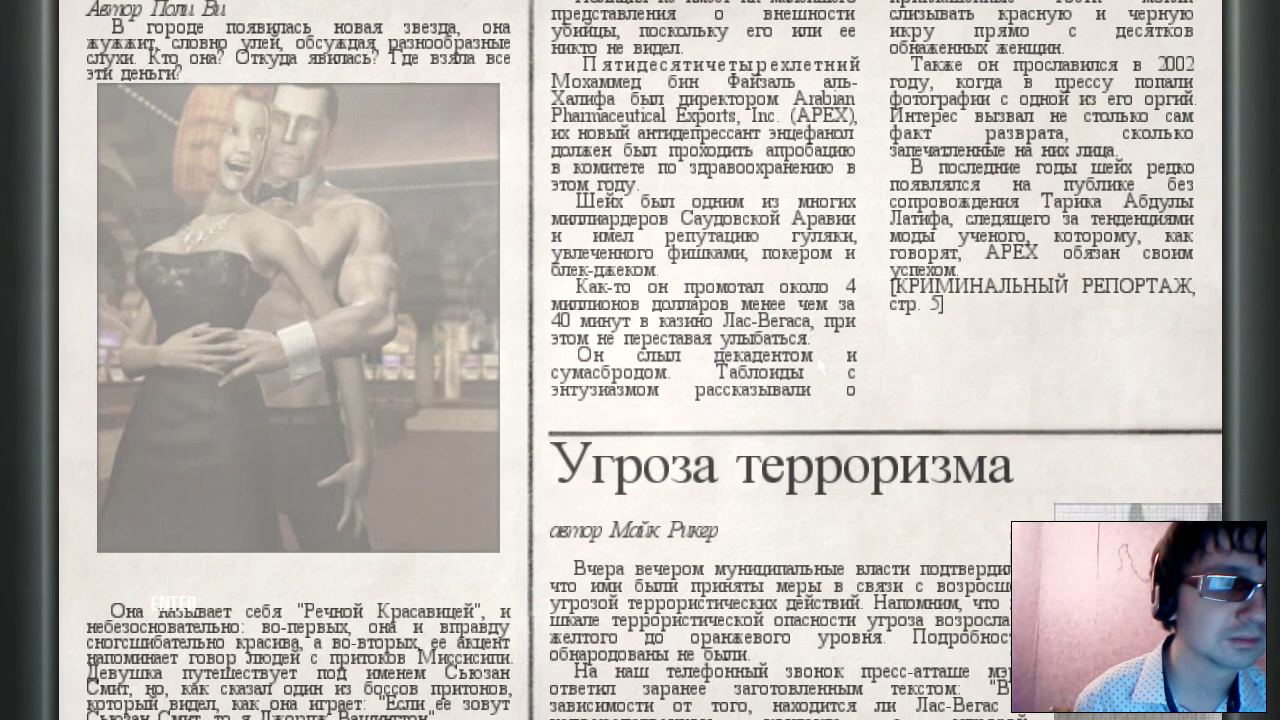 Автор Поли Ви
В городе появилась новая звезда, она
жужжит, словно улей, обсуждая разнообразные
слухи. Кто она? Откуда явилась? Где взяла все
эти деньги?
ENTER
Она называет себя "Речной Красавицей", и
небезосновательно: во-первых, она и вправду
сногсшибательно красива, а во-вторых, ее акцент
напоминает говор людей с притоков Миссисипи.
Девушка путешествует под именем Сьюзан
Смит, но, как сказал один из боссов притонов,
который видел, как она играет: "Если ее зовут
Сьюзан Смит, то я Джордж Вашингтон".
представления о внешности
убийцы, поскольку его или ее
никто не видел.
Пятидесятичетырехлетний
Мохаммед бин Файзаль аль-
Халифа был директором Arabian
Pharmaceutical Exports, Inc. (APEX),
их новый антидепрессант энцефанол
должен был проходить апробацию
в комитете по здравоохранению в
этом году.
Шейх был одним из многих
миллиардеров Саудовской Аравии
и имел репутацию гуляки,
увлеченного фишками, покером и
блек-джеком.
Как-то он промотал около 4
миллионов долларов менее чем за
40 минут в казино Лас-Вегаса, при
этом не переставая улыбаться.
Он слыл декадентом и
сумасбродом. Таблоиды с
энтузиазмом рассказывали о
слизывать красную и черную
икру прямо с десятков
обнаженных женщин.
Также он прославился в 2002
году, когда в прессу попали
фотографии с одной из его оргий.
Интерес вызвал не столько сам
факт разврата, сколько
запечатленные на них лица.
В последние годы шейх редко
появлялся на публике без
сопровождения Тарика Абдулы
Латифа, следящего за тенденциями
моды ученого, которому, как
говорят, APEX обязан своим
успехом.
[КРИМИНАЛЬНЫЙ РЕПОРТАЖ,
стр. 5]
Угроза терроризма
автор Майк Рикер
Вчера вечером муниципальные власти подтвердил
что ими были приняты меры в связи с возросш
угрозой террористических действий. Напомним, что
шкале террористической опасности угроза возросла
желтого до оранжевого уровня. Подробнос
обнародованы не были.
На наш телефонный звонок пресс-атташе мэр
ответил заранее заготовленным текстом: "В
зависимости от того, находится ли Лас-Вегас